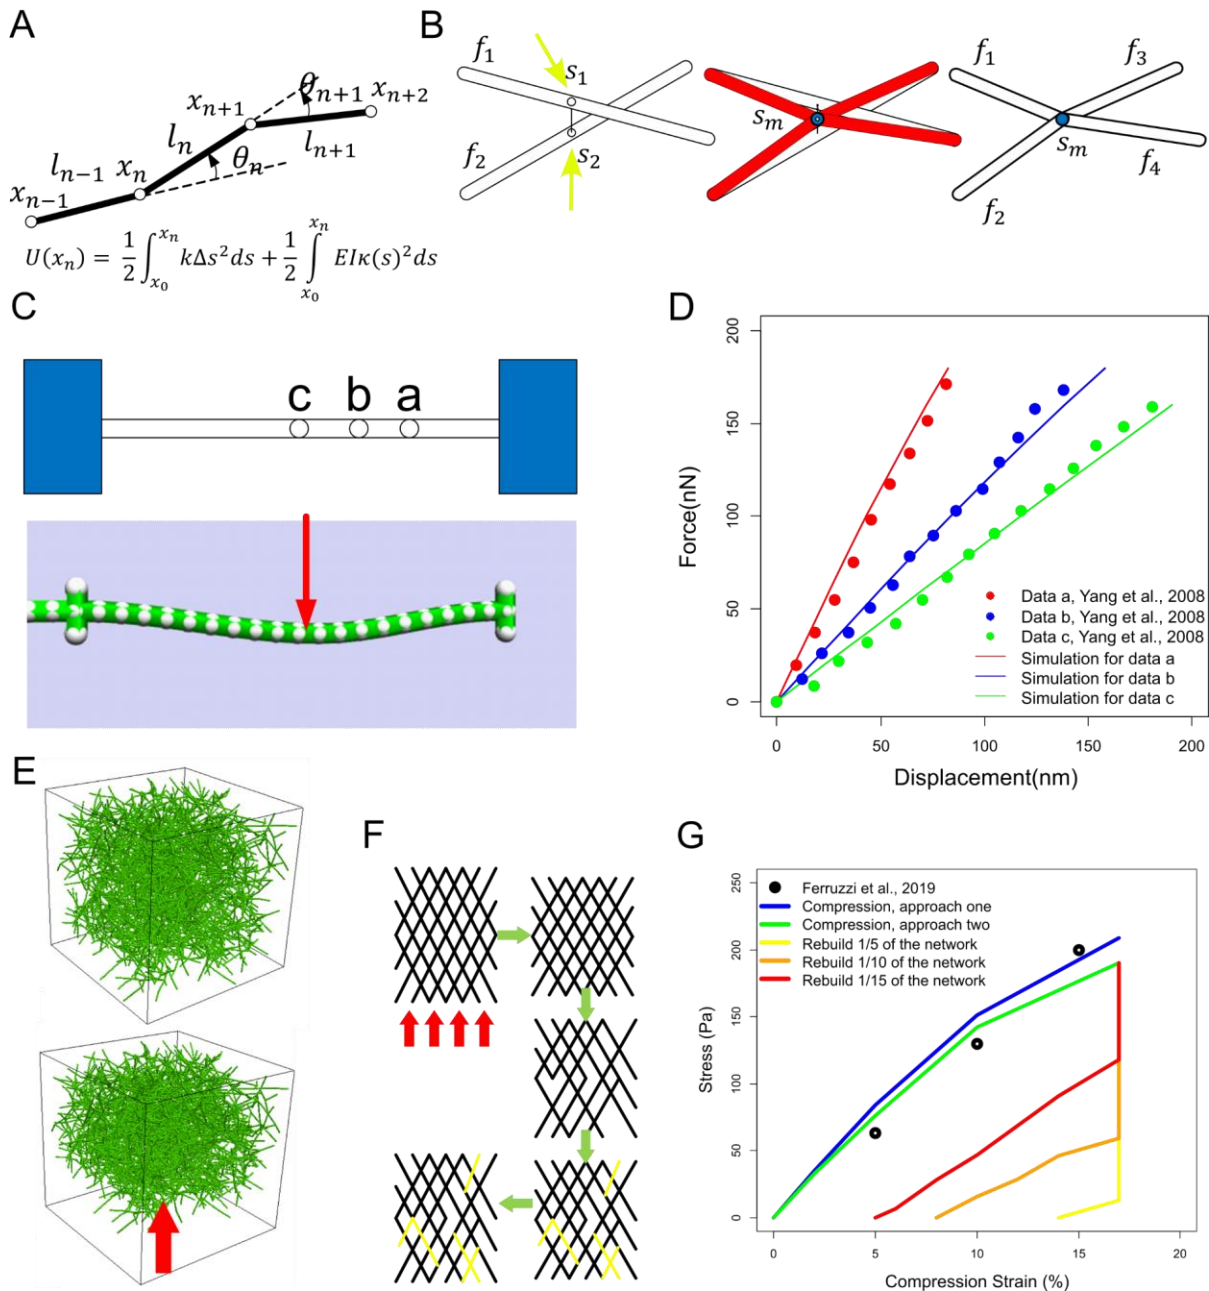 A
x_{n-1}
l_{n-1}
x_n
l_n
θ_n
x_{n+1}
θ_{n+1}
l_{n+1}
x_{n+2}
U(x_n) = \frac{1}{2} \int_{x_0}^{x_n} kΔs^2 ds + \frac{1}{2} \int_{x_0}^{x_n} EIκ(s)^2 ds
B
f_1
s_1
f_2
s_2
s_m
f_1
f_3
s_m
f_4
f_2
C
c b a
D
Force(nN)
200
150
100
50
0
Data a, Yang et al., 2008
Data b, Yang et al., 2008
Data c, Yang et al., 2008
Simulation for data a
Simulation for data b
Simulation for data c
0 50 100 150 200
Displacement(nm)
E
F
G
Stress (Pa)
250
200
150
100
50
0
Ferruzzi et al., 2019
Compression, approach one
Compression, approach two
Rebuild 1/5 of the network
Rebuild 1/10 of the network
Rebuild 1/15 of the network
0 5 10 15 20
Compression Strain (%)